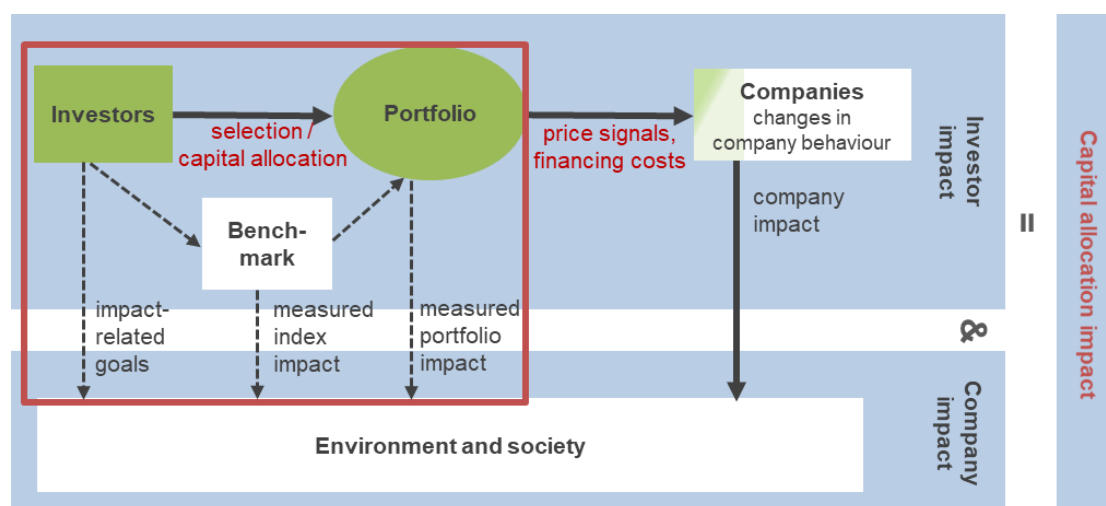 Investors
selection /
capital allocation
Portfolio
price signals,
financing costs
Companies
changes in
company behaviour
Bench-
mark
company
impact
impact-
related
goals
measured
index
impact
measured
portfolio
impact
Environment and society
Investor
impact
&
Company
impact
=
Capital allocation impact